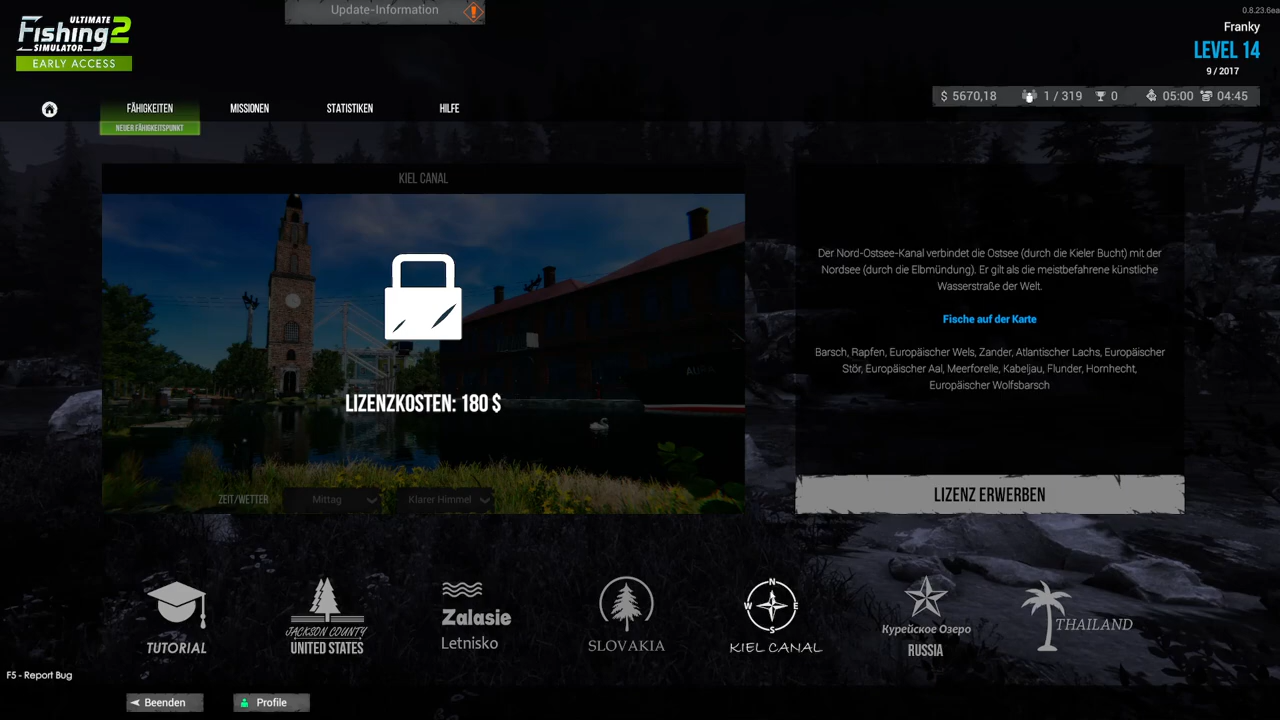 Update-Information
0.8.23.6ea
ULTIMATE
Fishing 2
SIMULATOR
EARLY ACCESS
Franky
LEVEL 14
9 / 2017
$ 5670,18 1 / 319 0 05:00 04:45
FÄHIGKEITEN MISSIONEN STATISTIKEN HILFE
NEUER FÄHIGKEITSPUNKT
KIEL CANAL
LIZENZKOSTEN: 180 $
ZEIT/WETTER Mittag Klarer Himmel
Der Nord-Ostsee-Kanal verbindet die Ostsee (durch die Kieler Bucht) mit der
Nordsee (durch die Elbmündung). Er gilt als die meistbefahrene künstliche
Wasserstraße der Welt.
Fische auf der Karte
Barsch, Rapfen, Europäischer Wels, Zander, Atlantischer Lachs, Europäischer
Stör, Europäischer Aal, Meerforelle, Kabeljau, Flunder, Hornhecht,
Europäischer Wolfsbarsch
LIZENZ ERWERBEN
TUTORIAL
JACKSON COUNTY
UNITED STATES
Zalasie
Letnisko
SLOVAKIA
N
W E
S
KIEL CANAL
Курейское Озеро
RUSSIA
THAILAND
F5 - Report Bug
Beenden Profile